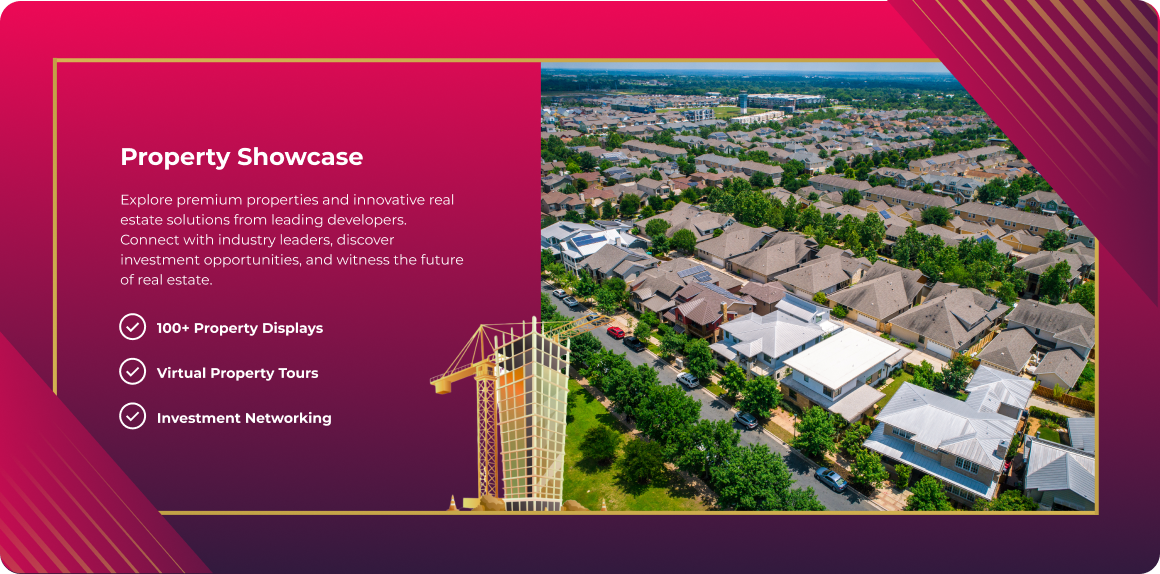 Property Showcase
Explore premium properties and innovative real
estate solutions from leading developers.
Connect with industry leaders, discover
investment opportunities, and witness the future
of real estate.
100+ Property Displays
Virtual Property Tours
Investment Networking